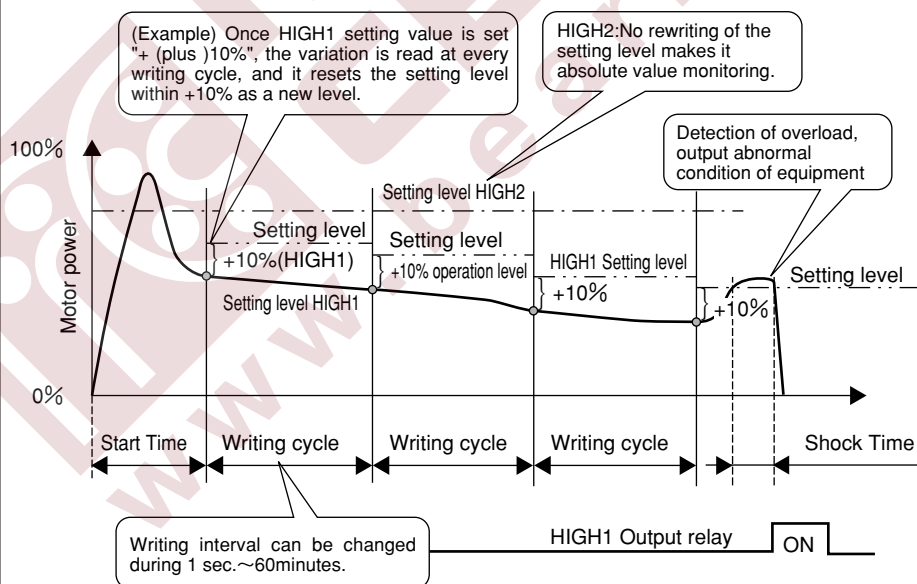 (Example) Once HIGH1 setting value is set
"+ (plus )10%", the variation is read at every
writing cycle, and it resets the setting level
within +10% as a new level.
HIGH2:No rewriting of the
setting level makes it
absolute value monitoring.
Detection of overload,
output abnormal
condition of equipment
100%
Motor power
0%
Setting level HIGH2
Setting level
+10%(HIGH1)
Setting level HIGH1
Setting level
+10% operation level
HIGH1 Setting level
+10%
Setting level
+10%
Start Time
Writing cycle
Writing cycle
Writing cycle
Shock Time
Writing interval can be changed
during 1 sec.～60minutes.
HIGH1 Output relay
ON